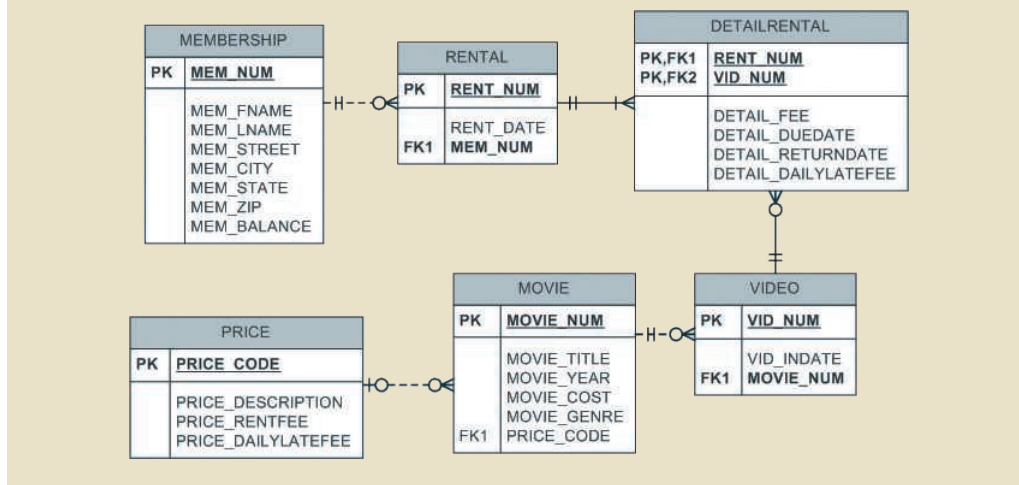 MEMBERSHIP
PK MEM_NUM
MEM_FNAME
MEM_LNAME
MEM_STREET
MEM_CITY
MEM_STATE
MEM_ZIP
MEM_BALANCE
RENTAL
PK RENT_NUM
RENT_DATE
FK1 MEM_NUM
DETAILRENTAL
PK,FK1 RENT_NUM
PK,FK2 VID_NUM
DETAIL_FEE
DETAIL_DUEDATE
DETAIL_RETURNDATE
DETAIL_DAILYLATEFEE
PRICE
PK PRICE_CODE
PRICE_DESCRIPTION
PRICE_RENTFEE
PRICE_DAILYLATEFEE
MOVIE
PK MOVIE_NUM
MOVIE_TITLE
MOVIE_YEAR
MOVIE_COST
MOVIE_GENRE
FK1 PRICE_CODE
VIDEO
PK VID_NUM
VID_INDATE
FK1 MOVIE_NUM